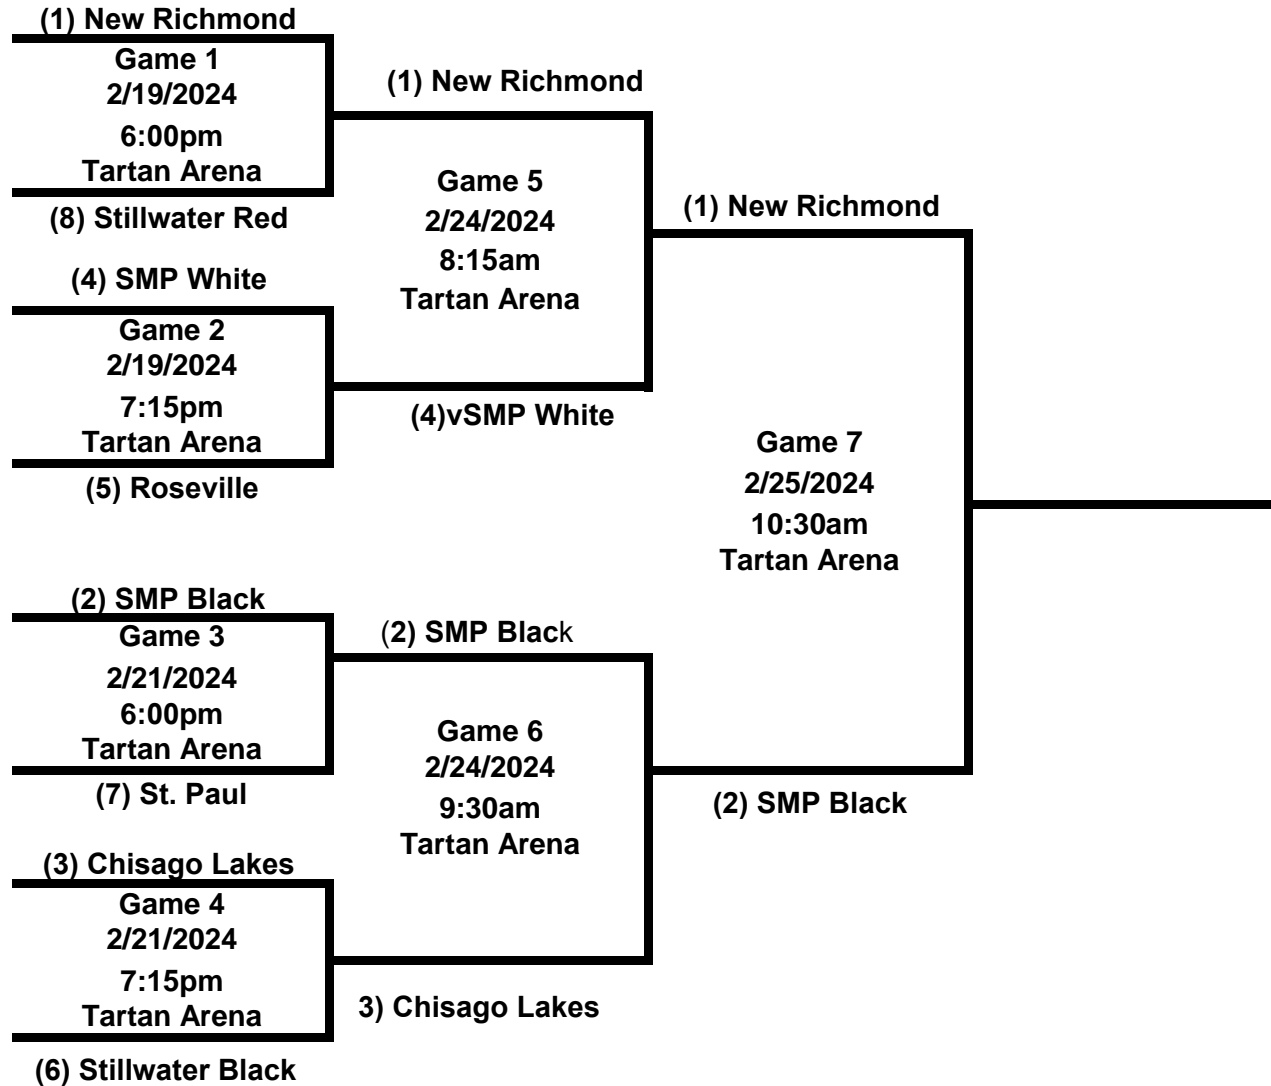 (1) New Richmond
Game 1
2/19/2024
6:00pm
Tartan Arena
(8) Stillwater Red
(4) SMP White
Game 2
2/19/2024
7:15pm
Tartan Arena
(5) Roseville
(2) SMP Black
Game 3
2/21/2024
6:00pm
Tartan Arena
(7) St. Paul
(3) Chisago Lakes
Game 4
2/21/2024
7:15pm
Tartan Arena
(6) Stillwater Black
(1) New Richmond
Game 5
2/24/2024
8:15am
Tartan Arena
(4)vSMP White
(2) SMP Black
Game 6
2/24/2024
9:30am
Tartan Arena
3) Chisago Lakes
(1) New Richmond
Game 7
2/25/2024
10:30am
Tartan Arena
(2) SMP Black